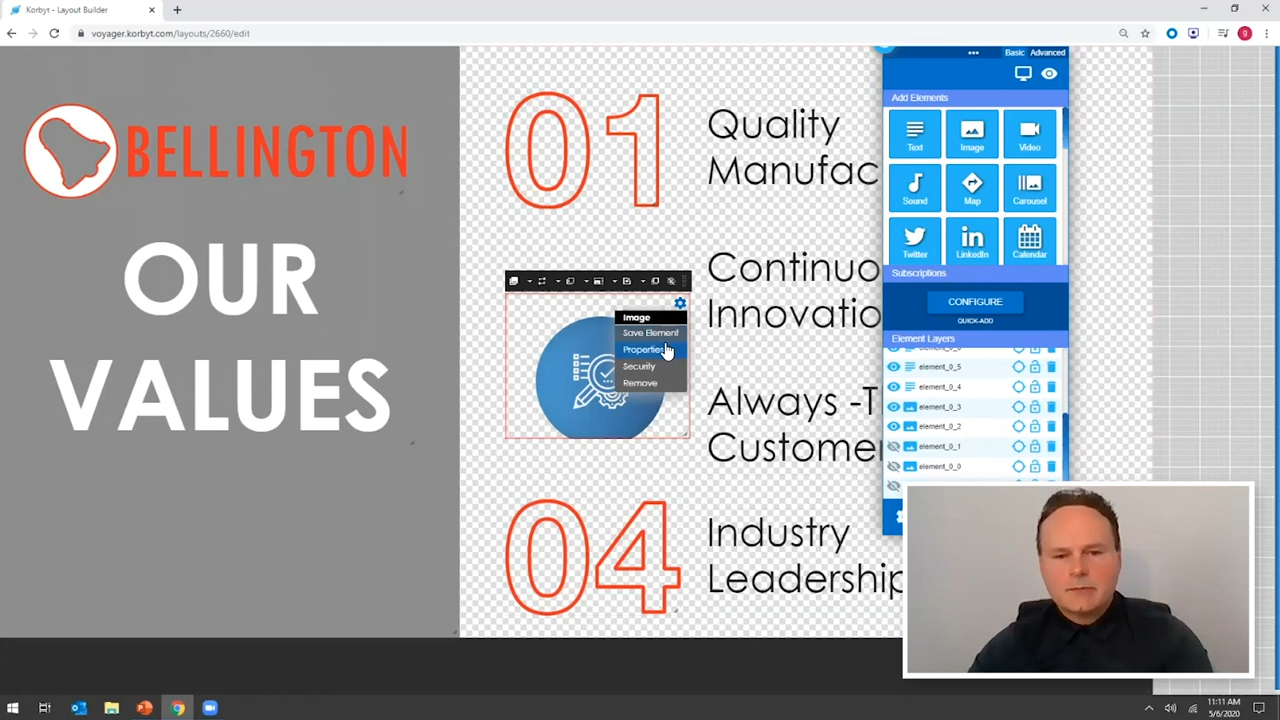 Korbyt - Layout Builder
voyager.korbyt.com/layouts/2660/edit
g
BELLINGTON
OUR
VALUES
01
Quality
Manufac
Continuo
Innovatio
Always -T
Customer
04
Industry
Leadership
Image
Save Element
Properties
Security
Remove
Basic Advanced
Add Elements
Text Image Video
Sound Map Carousel
Twitter LinkedIn Calendar
Subscriptions
CONFIGURE
QUICK-ADD
Element Layers
element_0_5
element_0_4
element_0_3
element_0_2
element_0_1
element_0_0
11:11 AM
5/6/2020